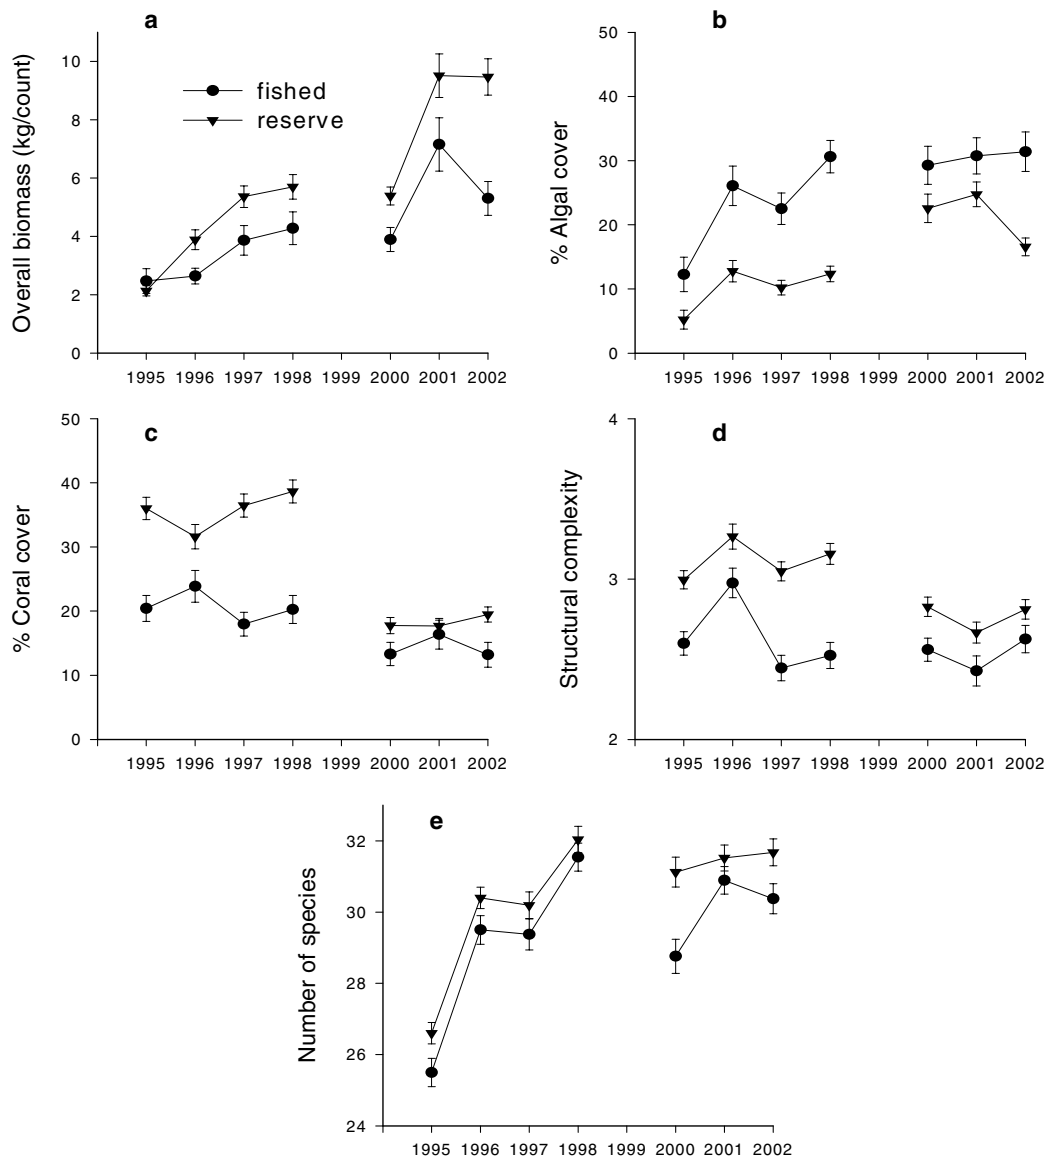 a
Overall biomass (kg/count)
10
8
6
4
2
0
fished
reserve
1995 1996 1997 1998 1999 2000 2001 2002
b
% Algal cover
50
40
30
20
10
0
1995 1996 1997 1998 1999 2000 2001 2002
c
% Coral cover
50
40
30
20
10
0
1995 1996 1997 1998 1999 2000 2001 2002
d
Structural complexity
4
3
2
1995 1996 1997 1998 1999 2000 2001 2002
e
Number of species
32
30
28
26
24
1995 1996 1997 1998 1999 2000 2001 2002